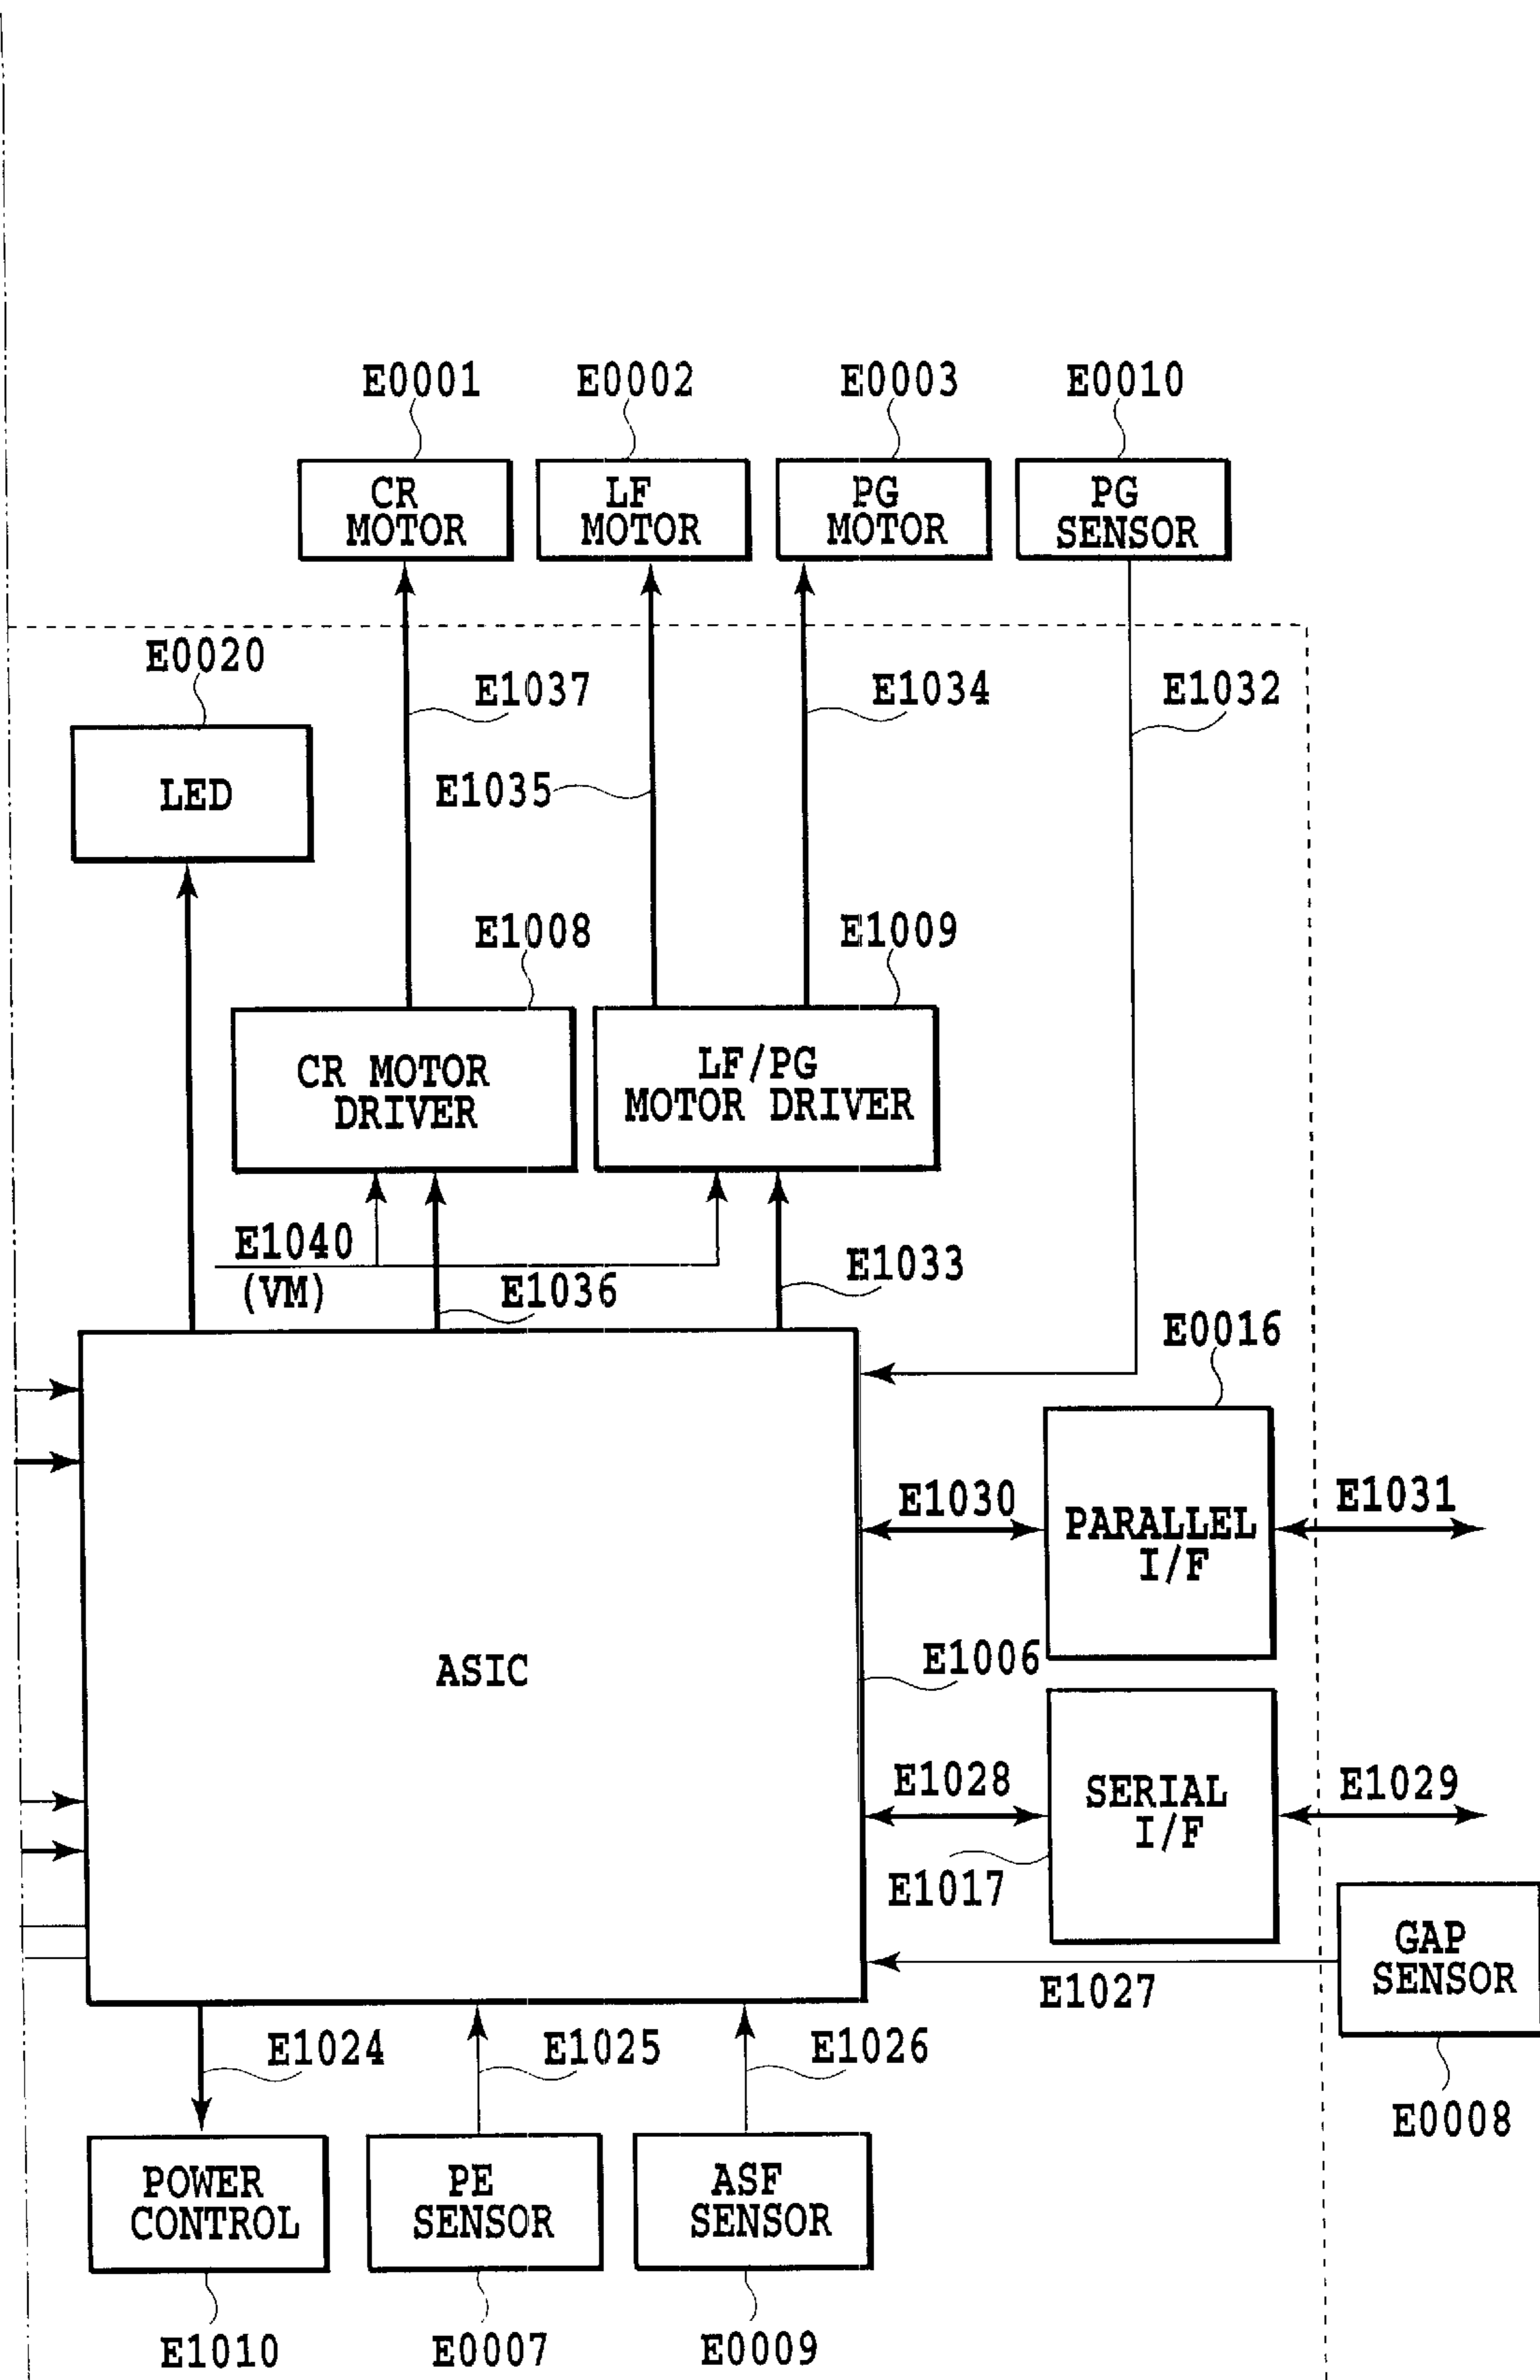 E0001 E0002 E0003 E0010
CR
MOTOR
LF
MOTOR
PG
MOTOR
PG
SENSOR
E0020
E1037
E1034
E1032
LED
E1035
E1008
E1009
CR MOTOR
DRIVER
LF/PG
MOTOR DRIVER
E1040
(VM)
E1036
E1033
E0016
E1030
PARALLEL
I/F
E1031
ASIC
E1006
E1028
SERIAL
I/F
E1029
E1017
GAP
SENSOR
E1027
E1024
E1025
E1026
E0008
POWER
CONTROL
PE
SENSOR
ASF
SENSOR
E1010
E0007
E0009